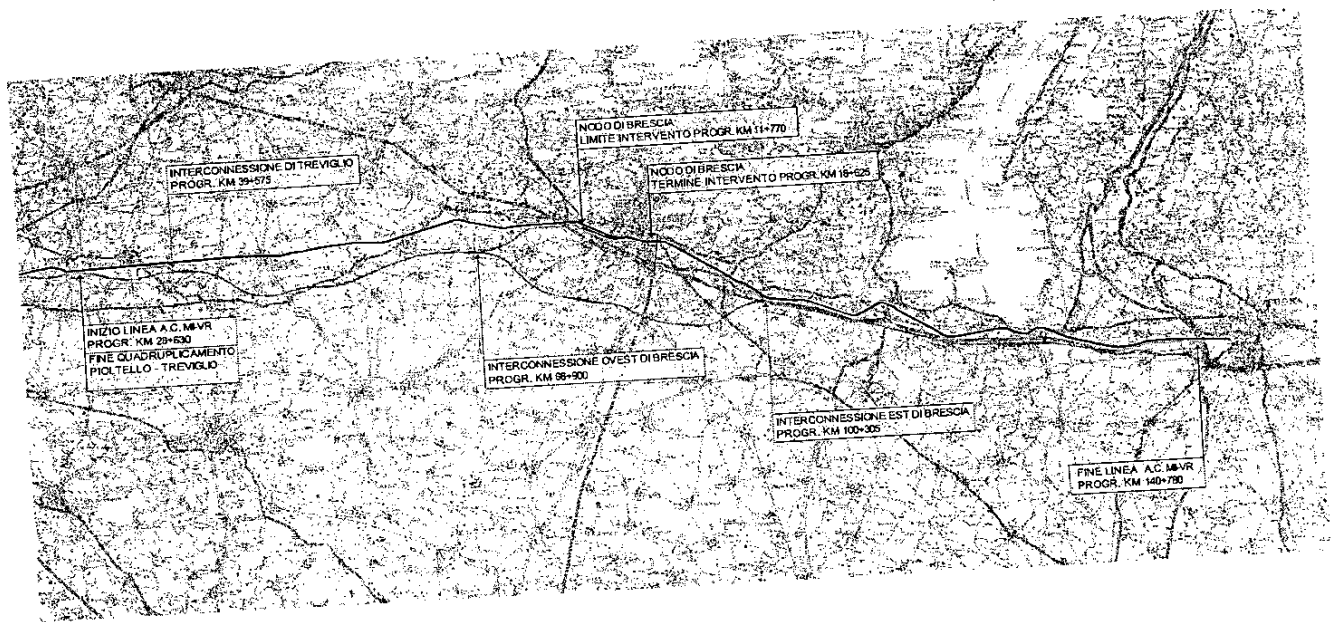 NODO DI BRESCIA
LIMITE INTERVENTO PROGR. KM 11+770
INTERCONNESSIONE DI TREVIGLIO
PROGR. KM 39+575
NODO DI BRESCIA
TERMINE INTERVENTO PROGR. KM 18+625
INIZIO LINEA A.C. MI-VR
PROGR. KM 28+630
FINE QUADRUPLICAMENTO
PIOLTELLO - TREVIGLIO
INTERCONNESSIONE OVEST DI BRESCIA
PROGR. KM
INTERCONNESSIONE EST DI BRESCIA
PROGR. KM 100+305
FINE LINEA A.C. MI-VR
PROGR. KM 140+780